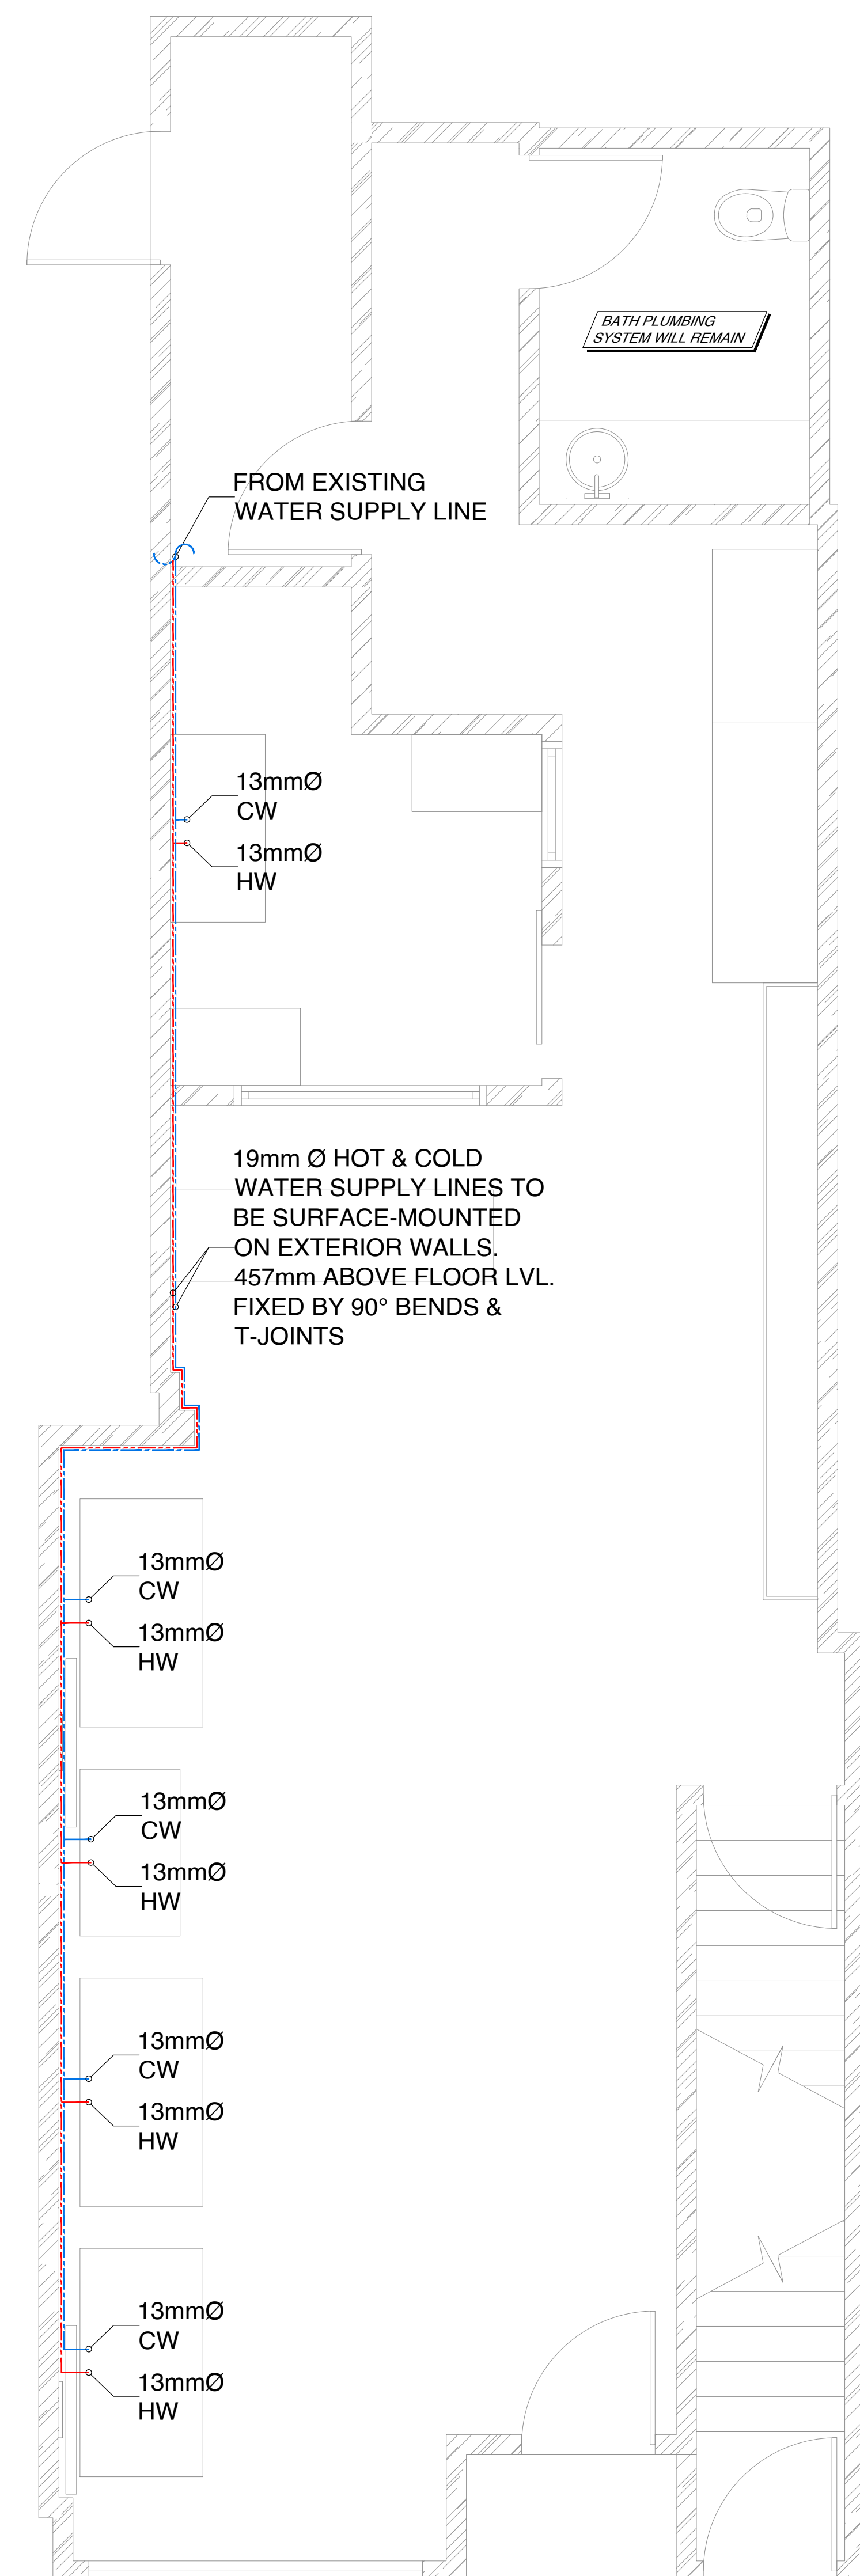 BATH PLUMBING
SYSTEM WILL REMAIN
FROM EXISTING
WATER SUPPLY LINE
13mmØ
CW
13mmØ
HW
19mm Ø HOT & COLD
WATER SUPPLY LINES TO
BE SURFACE-MOUNTED
ON EXTERIOR WALLS.
457mm ABOVE FLOOR LVL.
FIXED BY 90° BENDS &
T-JOINTS
13mmØ
CW
13mmØ
HW
13mmØ
CW
13mmØ
HW
13mmØ
CW
13mmØ
HW
13mmØ
CW
13mmØ
HW